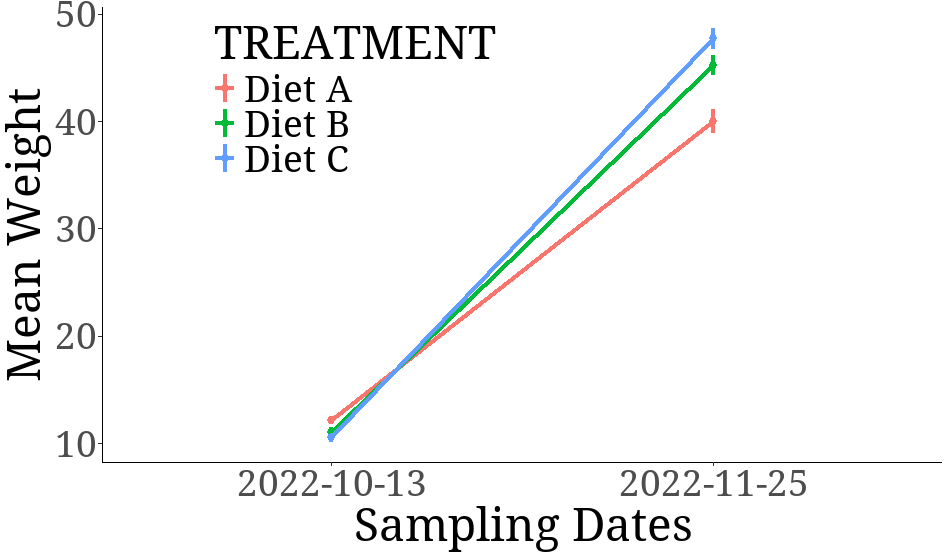 Mean Weight
50
40
30
20
10
TREATMENT
Diet A
Diet B
Diet C
2022-10-13
2022-11-25
Sampling Dates